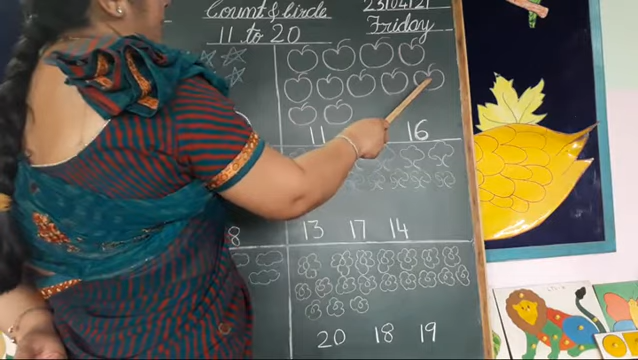 Count & Circle 23|04|21
11 to 20 Friday
11 16
8 13 17 14
20 18 19